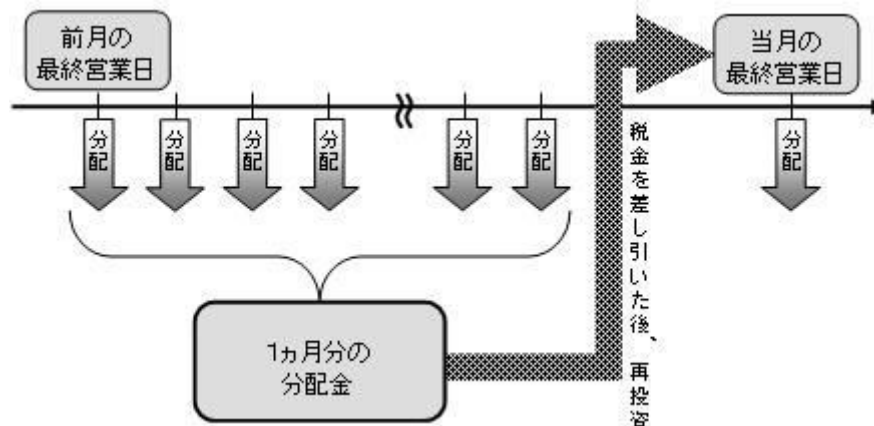 前月の
最終営業日
当月の
最終営業日
分配
分配
分配
分配
分配
分配
分配
税金を差し引いた後、再投資
1ヵ月分の
分配金